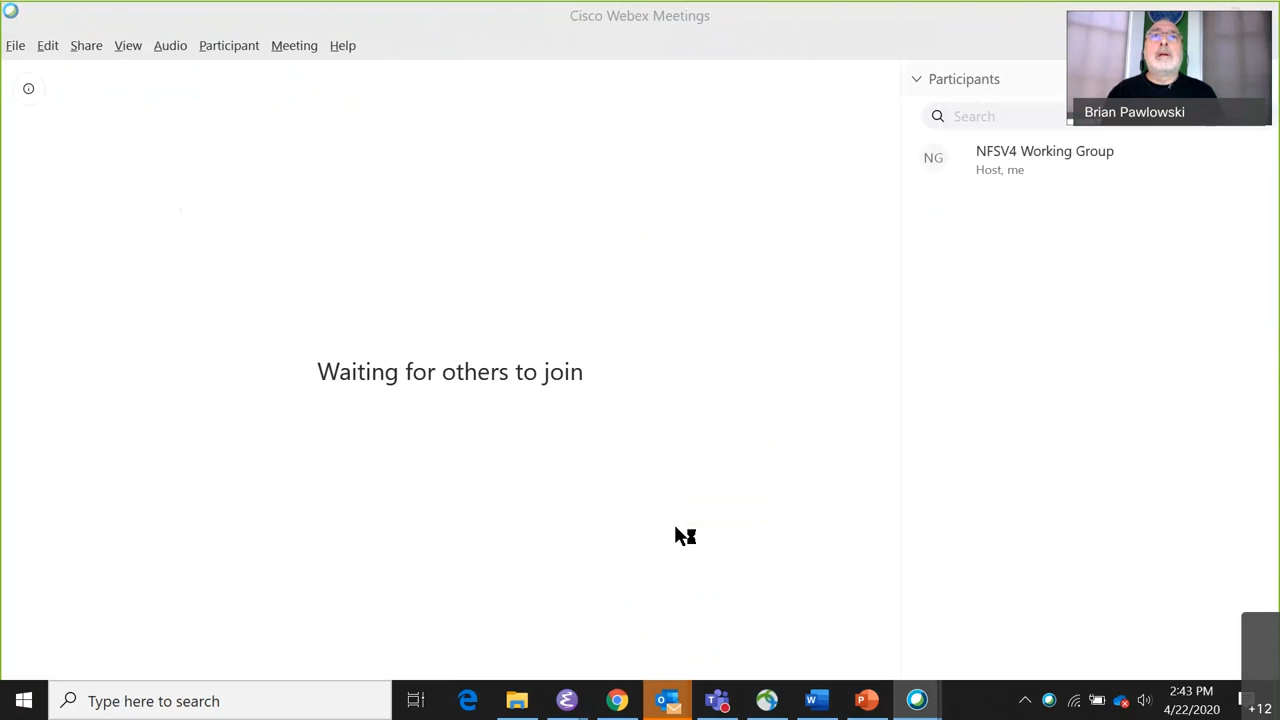 Cisco Webex Meetings
File Edit Share View Audio Participant Meeting Help
Participants
Brian Pawlowski
Search
NG
NFSV4 Working Group
Host, me
Waiting for others to join
Type here to search
2:43 PM
4/22/2020
+12